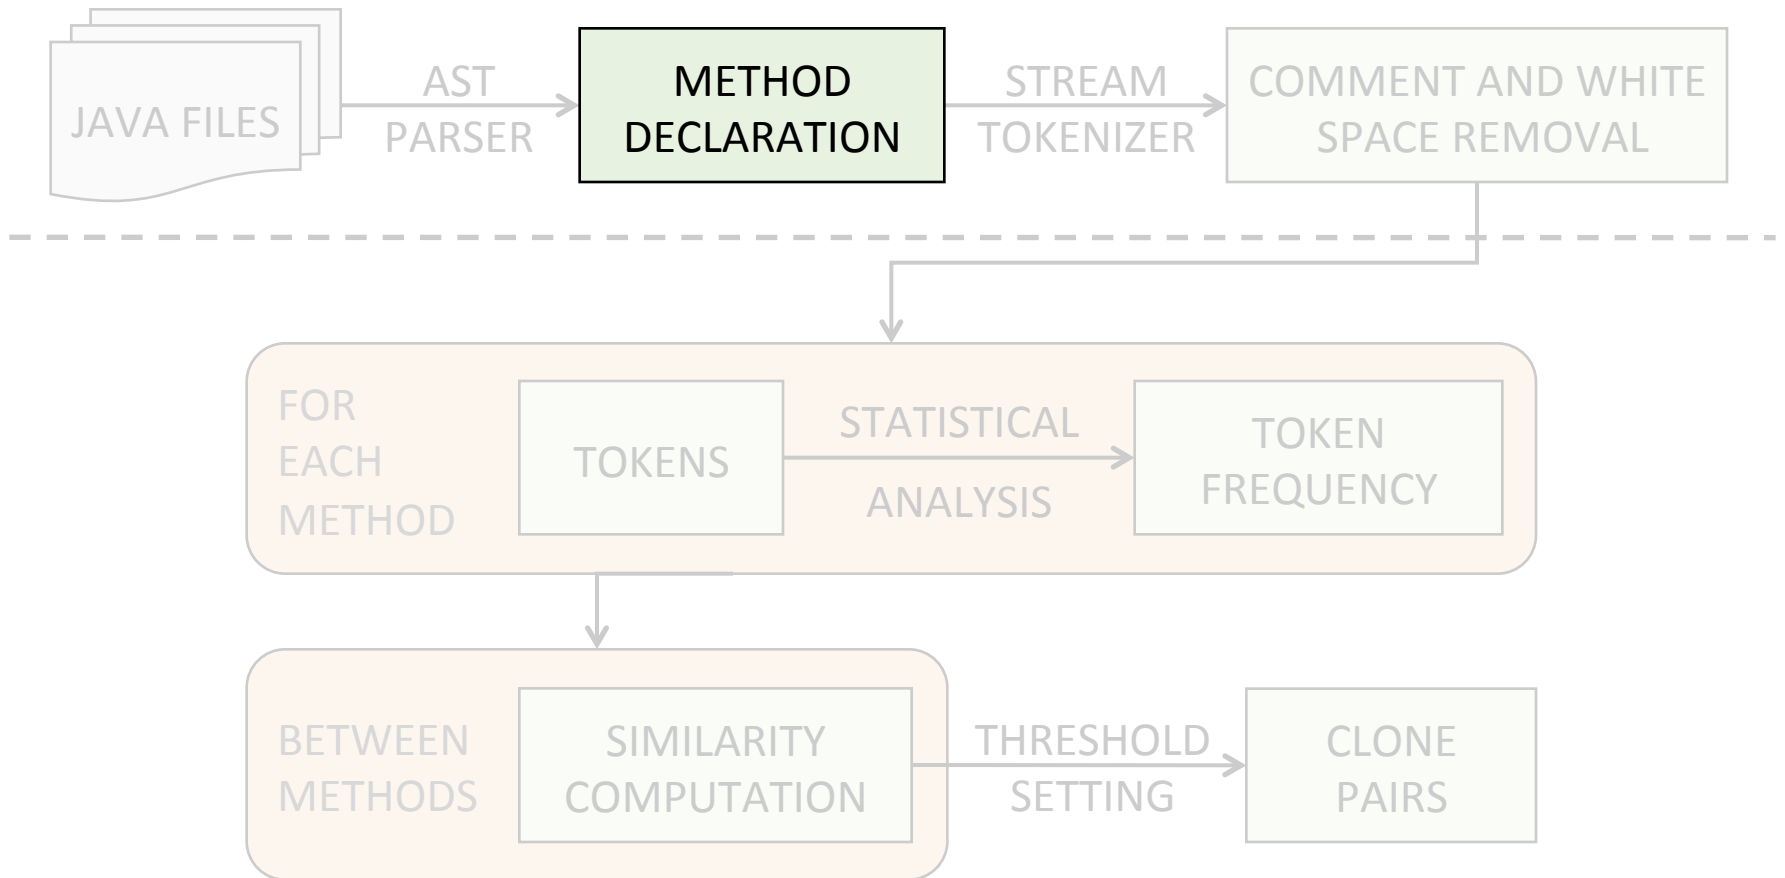 JAVA FILES
AST
PARSER
METHOD
DECLARATION
STREAM
TOKENIZER
COMMENT AND WHITE
SPACE REMOVAL
FOR
EACH
METHOD
TOKENS
STATISTICAL
ANALYSIS
TOKEN
FREQUENCY
BETWEEN
METHODS
SIMILARITY
COMPUTATION
THRESHOLD
SETTING
CLONE
PAIRS